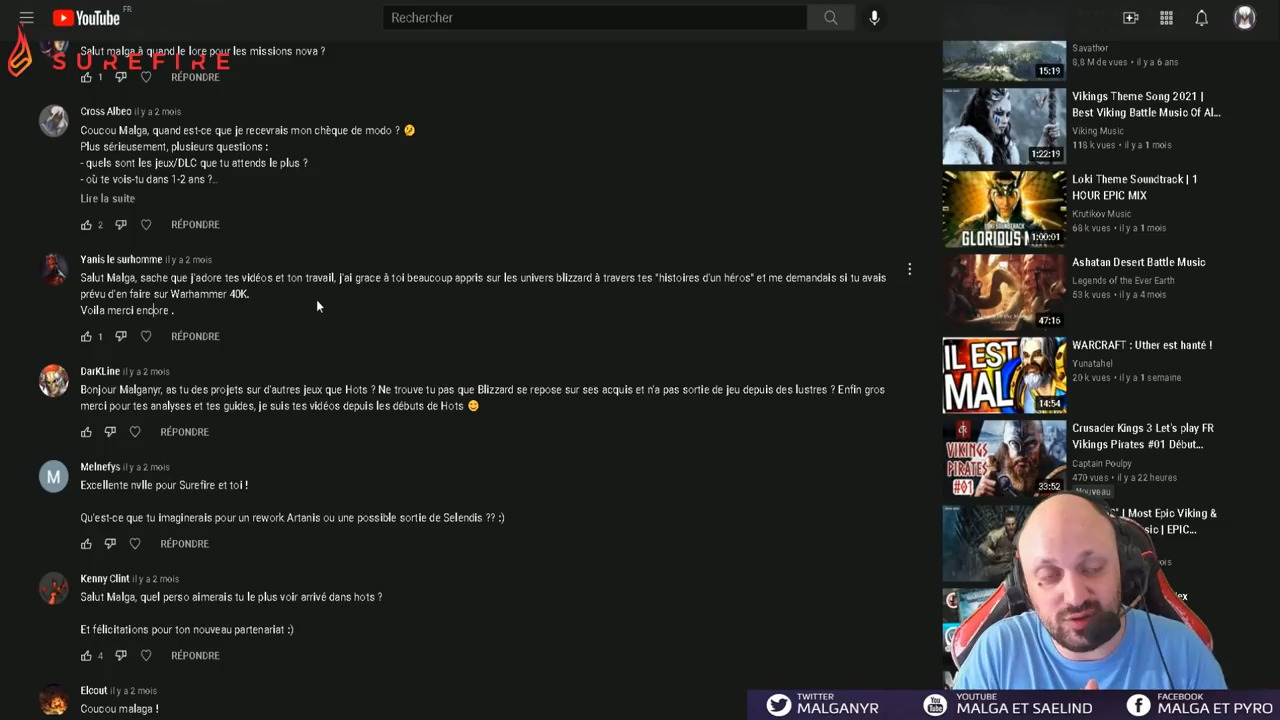 YouTube FR
Rechercher
SUREFIRE
Salut malga à quand le lore pour les missions nova ?
1 RÉPONDRE
Cross Albeo il y a 2 mois
Coucou Malga, quand est-ce que je recevrais mon chèque de modo ? 🤔
Plus sérieusement, plusieurs questions :
- quels sont les jeux/DLC que tu attends le plus ?
- où te vois-tu dans 1-2 ans ?...
Lire la suite
2 RÉPONDRE
Yanis le surhomme il y a 2 mois
Salut Malga, sache que j'adore tes vidéos et ton travail, j'ai grace à toi beaucoup appris sur les univers blizzard à travers tes "histoires d'un héros" et me demandais si tu avais
prévu d'en faire sur Warhammer 40K.
Voila merci encore .
1 RÉPONDRE
DarKLine il y a 2 mois
Bonjour Malganyr, as tu des projets sur d'autres jeux que Hots ? Ne trouve tu pas que Blizzard se repose sur ses acquis et n'a pas sortie de jeu depuis des lustres ? Enfin gros
merci pour tes analyses et tes guides, je suis tes vidéos depuis les débuts de Hots 😊
RÉPONDRE
M
Melnefys il y a 2 mois
Excellente nvlle pour Surefire et toi !
Qu'est-ce que tu imaginerais pour un rework Artanis ou une possible sortie de Selendis ?? :)
RÉPONDRE
Kenny Clint il y a 2 mois
Salut Malga, quel perso aimerais tu le plus voir arrivé dans hots ?
Et félicitations pour ton nouveau partenariat :)
4 RÉPONDRE
Elcout il y a 2 mois
Coucou malaga !
Savathor
8,8 M de vues • il y a 6 ans
15:19
Vikings Theme Song 2021 |
Best Viking Battle Music Of Al...
Viking Music
118 k vues • il y a 1 mois
1:22:19
Loki Theme Soundtrack | 1
HOUR EPIC MIX
Krutikov Music
68 k vues • il y a 1 mois
GLORIOUS
1:00:01
Ashatan Desert Battle Music
Legends of the Ever Earth
53 k vues • il y a 4 mois
47:16
WARCRAFT : Uther est hanté !
Yunatahel
20 k vues • il y a 1 semaine
IL EST
MAL
14:54
Crusader Kings 3 Let's play FR
Vikings Pirates #01 Début...
Captain Poulpy
470 vues • il y a 22 heures
Nouveau
VIKINGS
PIRATES
#01
33:52
| Most Epic Viking &
| EPIC...
TWITTER
MALGANYR
YOUTUBE
MALGA ET SAELIND
FACEBOOK
MALGA ET PYRO